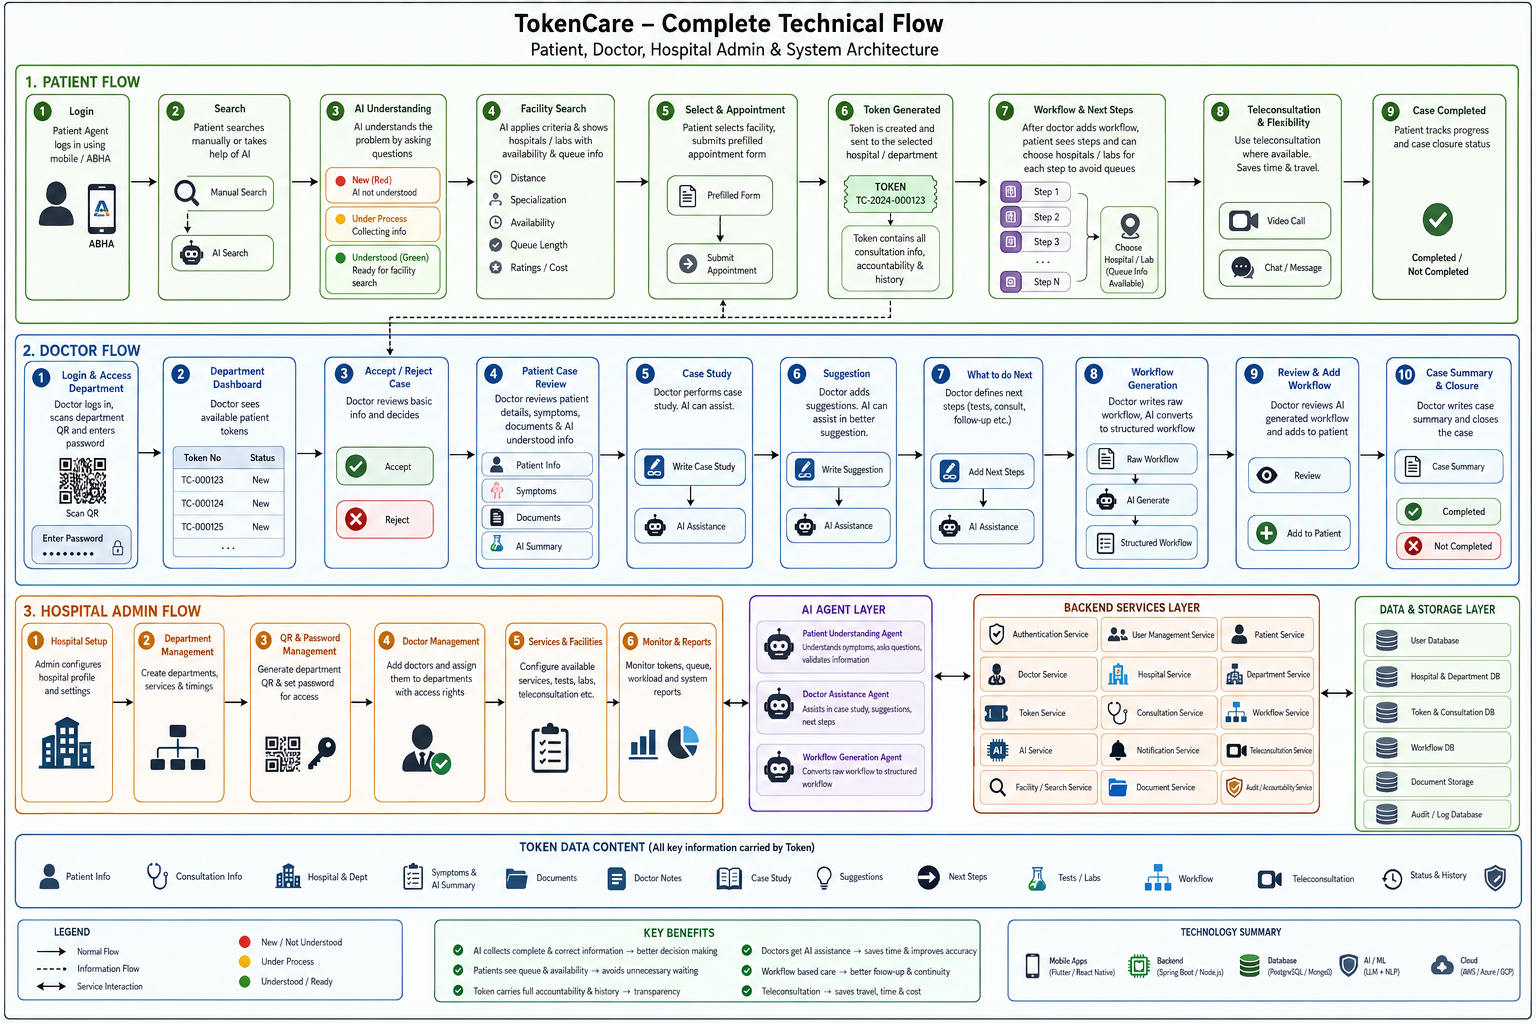 TokenCare – Complete Technical Flow
Patient, Doctor, Hospital Admin & System Architecture
1. PATIENT FLOW
1
Login
Patient Agent
logs in using
mobile / ABHA
ABHA
2
Search
Patient searches
manually or takes
help of AI
Manual Search
AI Search
3
AI Understanding
AI understands the
problem by asking
questions
New (Red)
AI not understood
Under Process
Collecting info
Understood (Green)
Ready for facility
search
4
Facility Search
AI applies criteria & shows
hospitals / labs with
availability & queue info
Distance
Specialization
Availability
Queue Length
Ratings / Cost
5
Select & Appointment
Patient selects facility,
submits prefilled
appointment form
Prefilled Form
Submit
Appointment
6
Token Generated
Token is created and
sent to the selected
hospital / department
TOKEN
TC-2024-000123
Token contains all
consultation info,
accountability &
history
7
Workflow & Next Steps
After doctor adds workflow,
patient sees steps and can
choose hospitals / labs for
each step to avoid queues
Step 1
Step 2
Step 3
...
Step N
Choose
Hospital / Lab
(Queue Info
Available)
8
Teleconsultation
& Flexibility
Use teleconsultation
where available.
Saves time & travel.
Video Call
Chat / Message
9
Case Completed
Patient tracks progress
and case closure status
Completed /
Not Completed
2. DOCTOR FLOW
1
Login & Access
Department
Doctor logs in,
scans department
QR and enters
password
Scan QR
Enter Password
2
Department
Dashboard
Doctor sees
available patient
tokens
Token No Status
TC-000123 New
TC-000124 New
TC-000125 New
...
3
Accept / Reject
Case
Doctor reviews basic
info and decides
Accept
Reject
4
Patient Case
Review
Doctor reviews patient
details, symptoms,
documents & AI
understood info
Patient Info
Symptoms
Documents
AI Summary
5
Case Study
Doctor performs case
study. AI can assist.
Write Case Study
AI Assistance
6
Suggestion
Doctor adds
suggestions. AI can
assist in better
suggestion.
Write Suggestion
AI Assistance
7
What to do Next
Doctor defines next
steps (tests, consult,
follow-up etc.)
Add Next Steps
AI Assistance
8
Workflow
Generation
Doctor writes raw
workflow, AI converts
to structured workflow
Raw Workflow
AI Generate
Structured Workflow
9
Review & Add
Workflow
Doctor reviews AI
generated workflow
and adds to patient
Review
Add to Patient
10
Case Summary
& Closure
Doctor writes case
summary and closes
the case
Case Summary
Completed
Not Completed
3. HOSPITAL ADMIN FLOW
1
Hospital Setup
Admin configures
hospital profile
and settings
2
Department
Management
Create departments,
services & timings
3
QR & Password
Management
Generate department
QR & set password
for access
4
Doctor Management
Add doctors and assign
them to departments
with access rights
5
Services & Facilities
Configure available
services, tests, labs,
teleconsultation etc.
6
Monitor & Reports
Monitor tokens, queue,
workload and system
reports
AI AGENT LAYER
Patient Understanding Agent
Understands symptoms, asks questions,
validates information
Doctor Assistance Agent
Assists in case study, suggestions,
next steps
Workflow Generation Agent
Converts raw workflow to structured
workflow
BACKEND SERVICES LAYER
Authentication Service
User Management Service
Patient Service
Doctor Service
Hospital Service
Department Service
Token Service
Consultation Service
Workflow Service
AI
AI Service
Notification Service
Teleconsultation Service
Facility / Search Service
Document Service
Audit / Accountability Service
DATA & STORAGE LAYER
User Database
Hospital & Department DB
Token & Consultation DB
Workflow DB
Document Storage
Audit / Log Database
TOKEN DATA CONTENT (All key information carried by Token)
Patient Info
Consultation Info
Hospital & Dept
Symptoms &
AI Summary
Documents
Doctor Notes
Case Study
Suggestions
Next Steps
Tests / Labs
Workflow
Telecconsultation
Status & History
LEGEND
Normal Flow
Information Flow
Service Interaction
New / Not Understood
Under Process
Understood / Ready
KEY BENEFITS
AI collects complete & correct information → better decision making
Patients see queue & availability → avoids unnecessary waiting
Token carries full accountability & history → transparency
Doctors get AI assistance → saves time & improves accuracy
Workflow based care → better foiow-up & continuity
Teleconsultation → saves travel, time & cost
TECHNOLOGY SUMMARY
Mobile Apps
(Flutter / React Native)
Backend
(Spring Boot / Node.js)
Database
AI / ML
(LLM + NLP)
Cloud
(AWS / Azure / GCP)